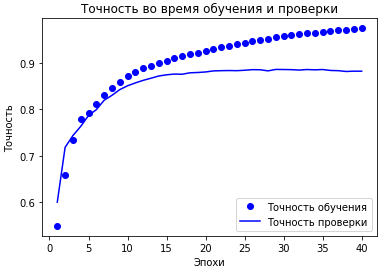 Точность во время обучения и проверки
Точность
0.9
0.8
0.7
0.6
Точность обучения
Точность проверки
0 5 10 15 20 25 30 35 40
Эпохи